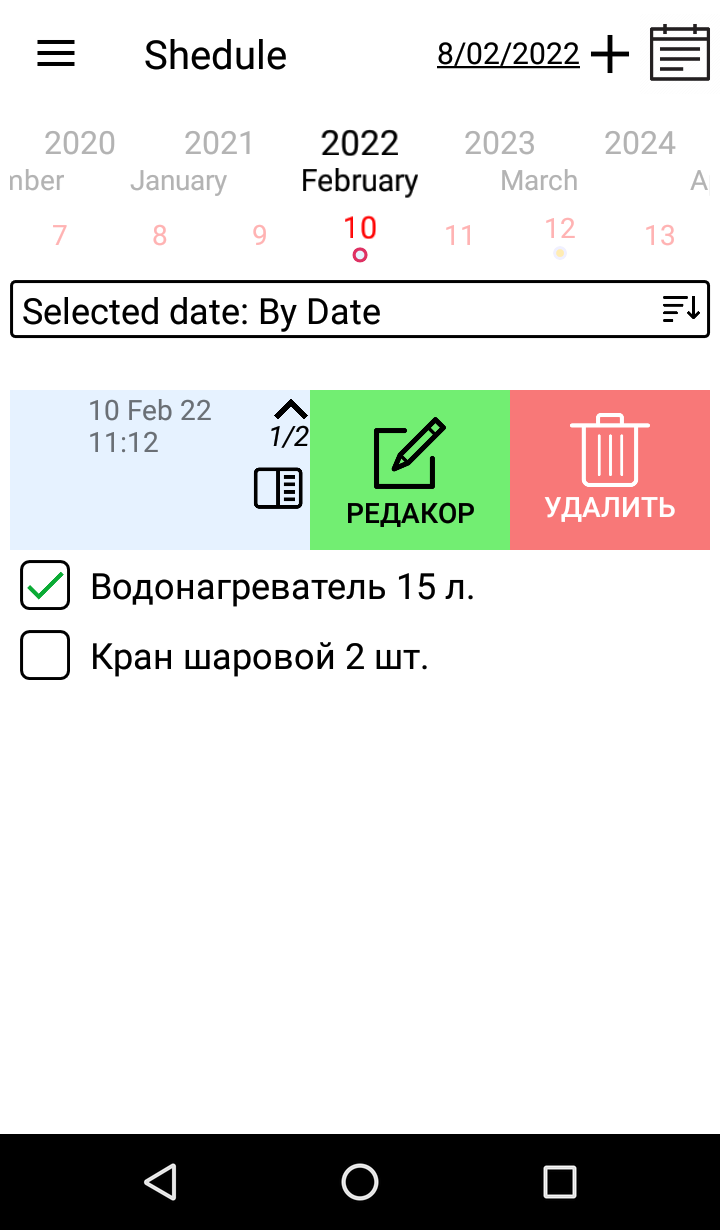 Shedule 8/02/2022
2020 2021 2022 2023 2024
mber January February March A
7 8 9 10 11 12 13
Selected date: By Date
10 Feb 22
11:12
1/2
РЕДАКОР
УДАЛИТЬ
Водонагреватель 15 л.
Кран шаровой 2 шт.